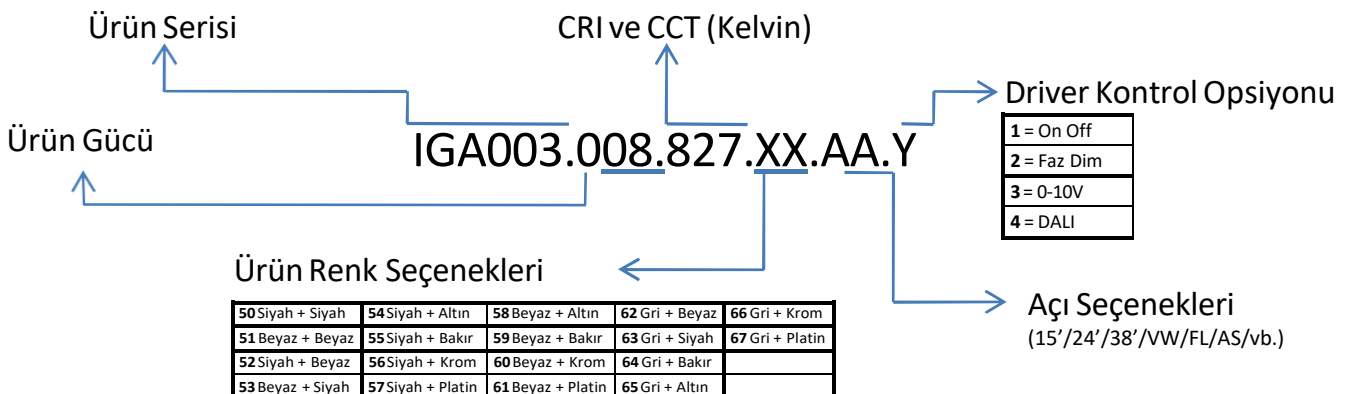 Ürün Serisi
CRI ve CCT (Kelvin)
Driver Kontrol Opsiyonu
Ürün Gücü
IGA003.008.827.XX.AA.Y
1 = On Off
2 = Faz Dim
3 = 0-10V
4 = DALI
Ürün Renk Seçenekleri
Açı Seçenekleri
(15’/24’/38’/VW/FL/AS/vb.)
50 Siyah + Siyah 54 Siyah + Altın 58 Beyaz + Altın 62 Gri + Beyaz 66 Gri + Krom
51 Beyaz + Beyaz 55 Siyah + Bakır 59 Beyaz + Bakır 63 Gri + Siyah 67 Gri + Platin
52 Siyah + Beyaz 56 Siyah + Krom 60 Beyaz + Krom 64 Gri + Bakır
53 Beyaz + Siyah 57 Siyah + Platin 61 Beyaz + Platin 65 Gri + Altın